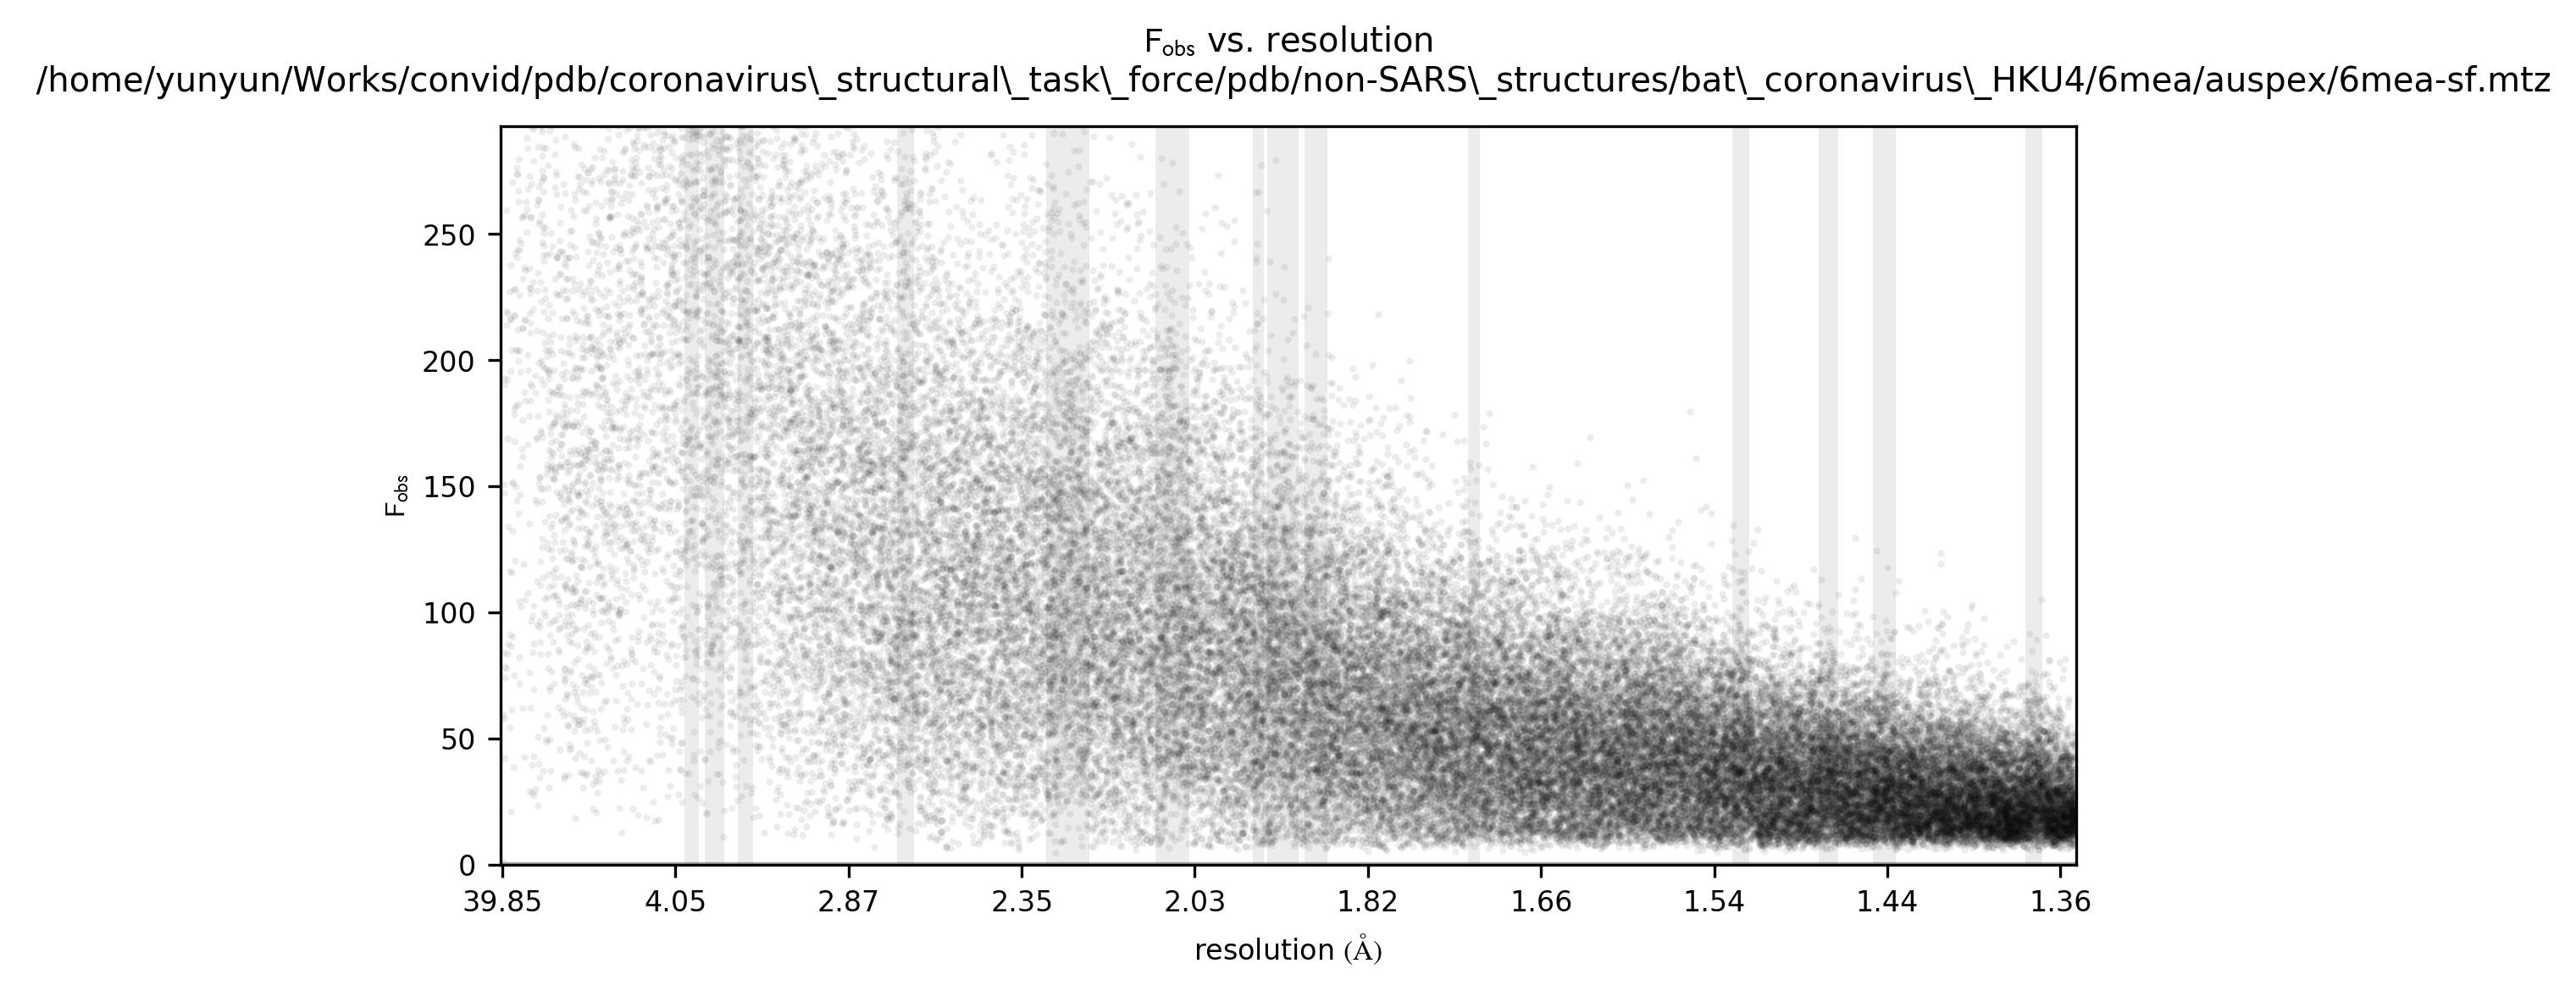 F_obs vs. resolution
/home/yunyun/Works/convid/pdb/coronavirus\_structural\_task\_force/pdb/non-SARS\_structures/bat\_coronavirus\_HKU4/6mea/auspex/6mea-sf.mtz
250
200
150
100
50
0
F_obs
39.85 4.05 2.87 2.35 2.03 1.82 1.66 1.54 1.44 1.36
resolution (Å)